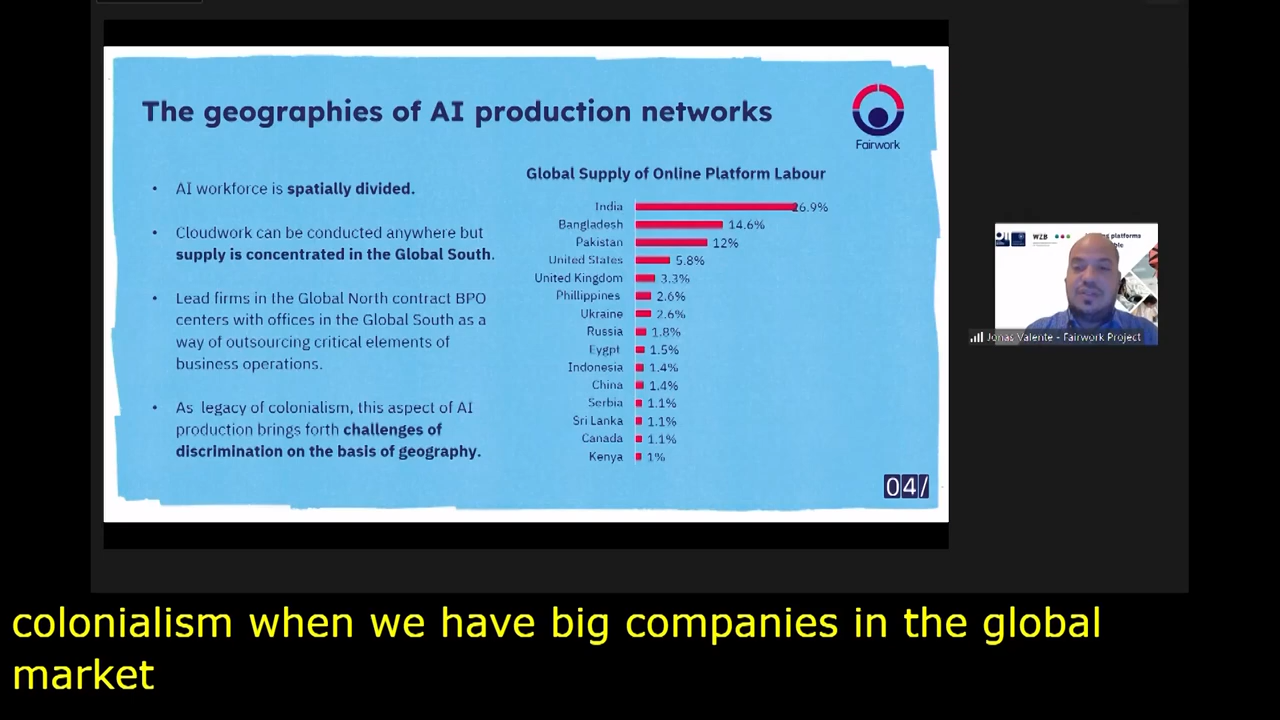 The geographies of AI production networks
Fairwork
• AI workforce is spatially divided.
• Cloudwork can be conducted anywhere but
supply is concentrated in the Global South.
• Lead firms in the Global North contract BPO
centers with offices in the Global South as a
way of outsourcing critical elements of
business operations.
• As legacy of colonialism, this aspect of AI
production brings forth challenges of
discrimination on the basis of geography.
Global Supply of Online Platform Labour
India 26.9%
Bangladesh 14.6%
Pakistan 12%
United States 5.8%
United Kingdom 3.3%
Phillippines 2.6%
Ukraine 2.6%
Russia 1.8%
Eygpt 1.5%
Indonesia 1.4%
China 1.4%
Serbia 1.1%
Sri Lanka 1.1%
Canada 1.1%
Kenya 1%
04/
WZB
platforms
Jonas Valente - Fairwork Project
colonialism when we have big companies in the global
market